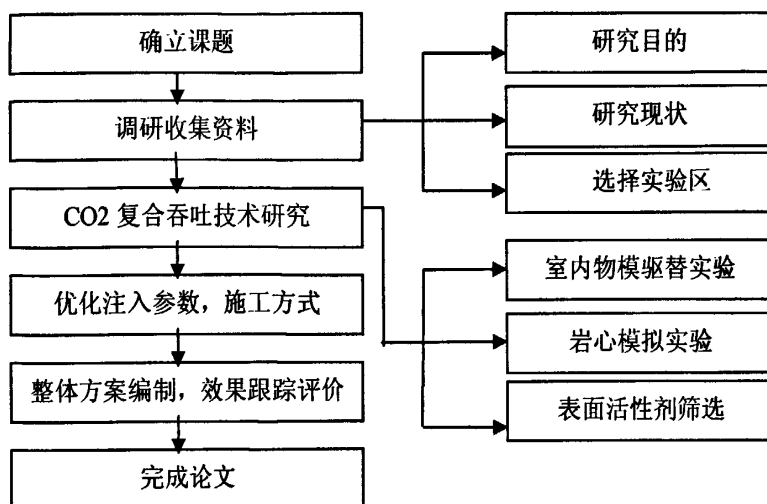 确立课题
调研收集资料
CO2 复合吞吐技术研究
优化注入参数，施工方式
整体方案编制，效果跟踪评价
完成论文
研究目的
研究现状
选择实验区
室内物模驱替实验
岩心模拟实验
表面活性剂筛选